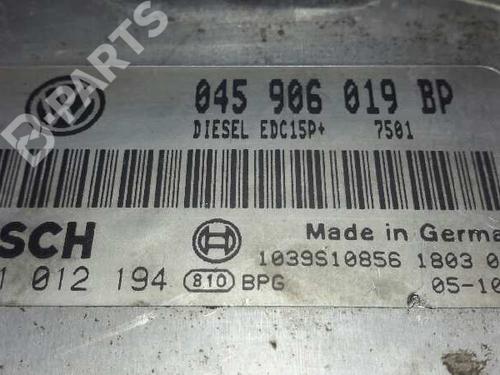 B-PARTS
045 906 019 BP
DIESEL EDC15P+ 7501
SCH
Made in Germa
1039S10856 1803 0
1 012 194 810 BPG 05-10